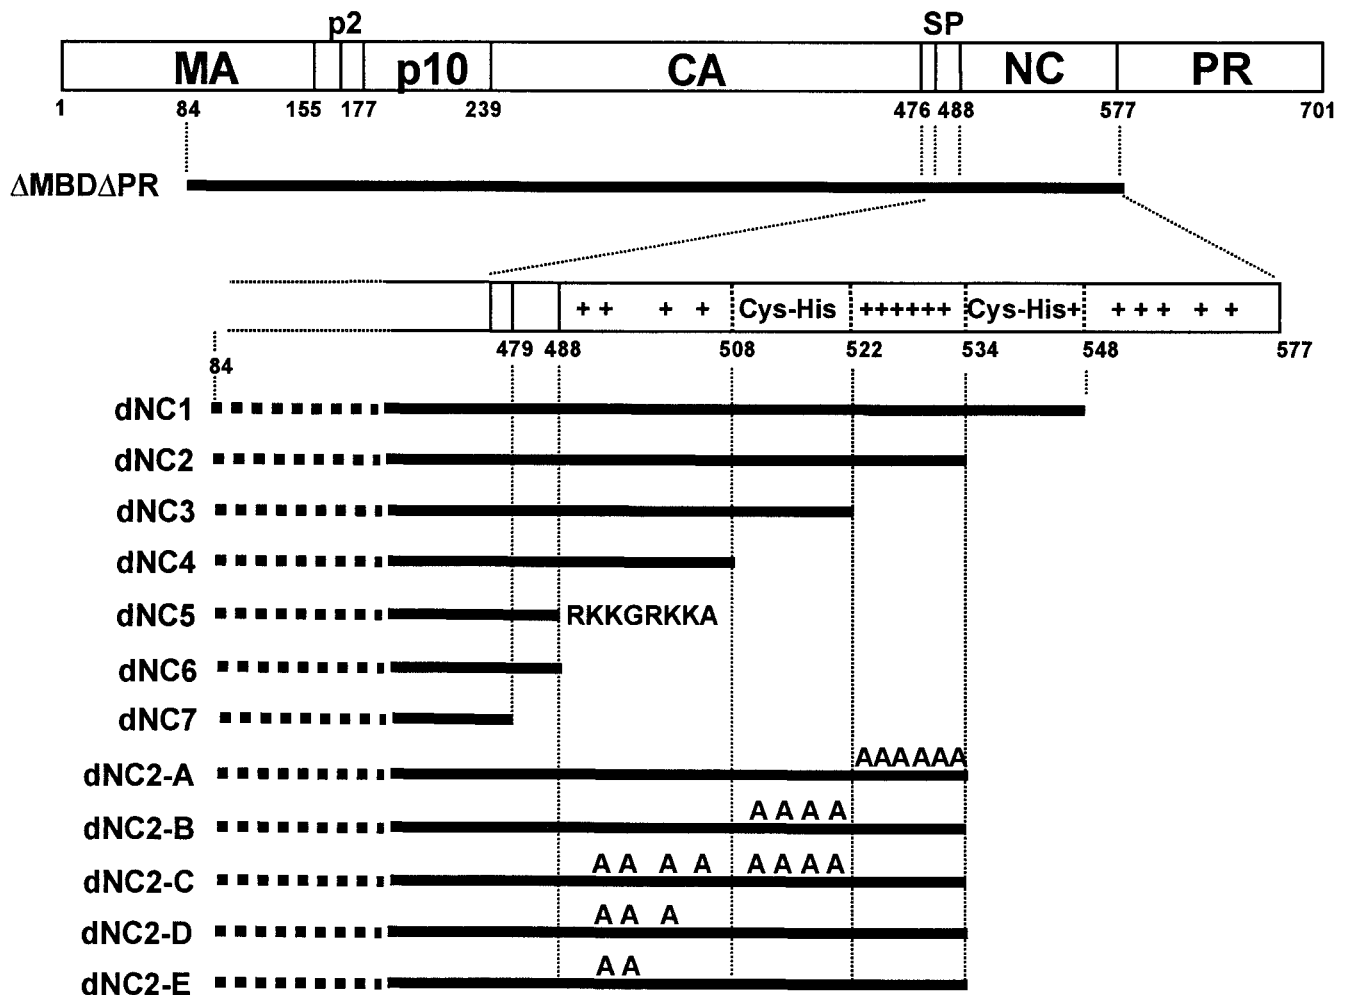 p2 SP
MA p10 CA NC PR
1 84 155 177 239 476 488 577 701
ΔMBDΔPR
++ + + Cys-His ++++++ Cys-His+ +++ + +
479 488 508 522 534 548 577
84
dNC1
dNC2
dNC3
dNC4
dNC5 RKKGRKKA
dNC6
dNC7
AAAAAA
dNC2-A
A A A A
dNC2-B
A A A A A A A A
dNC2-C
A A A
dNC2-D
A A
dNC2-E